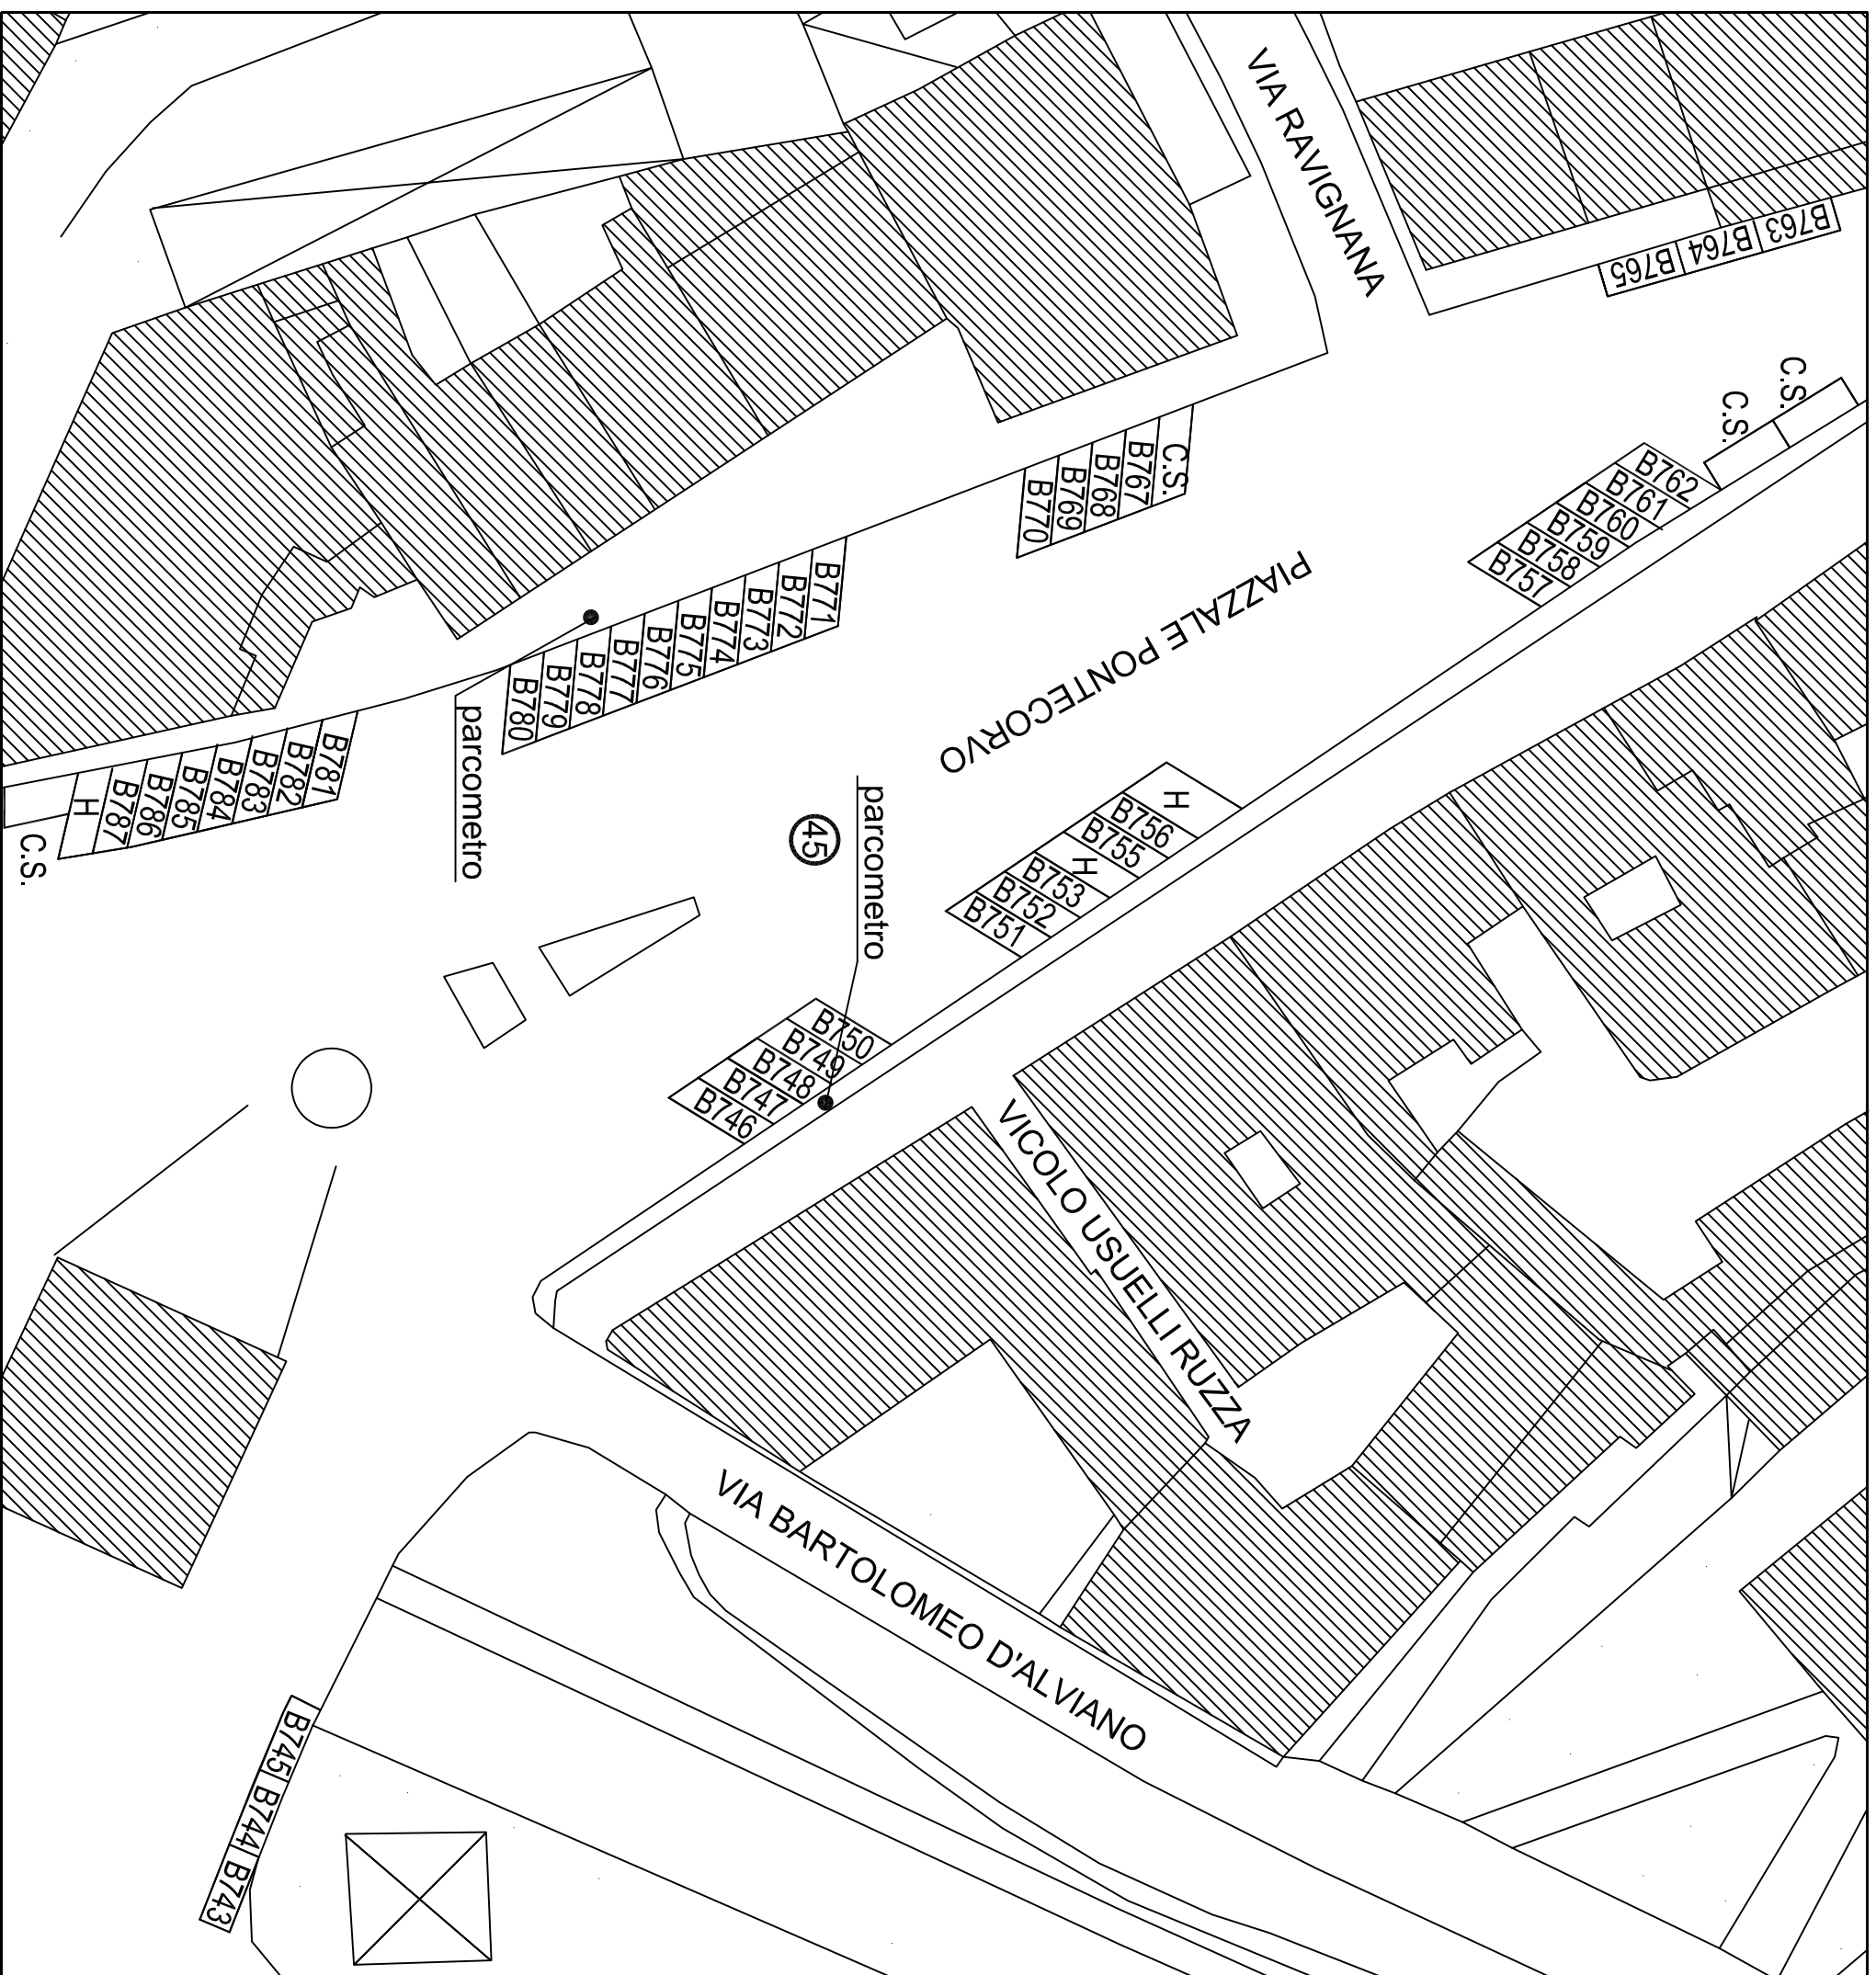 VIA RAVIGNANA
B763
B764
B765
C.S.
C.S.
B762
B761
B760
B759
B758
B757
C.S.
B767
B768
B769
B770
PIAZZALE PONTECORVO
B771
B772
B773
B774
B775
B776
B777
B778
B779
B780
parcometro
B781
B782
B783
B784
B785
B786
B787
H
C.S.
parcometro
45
H
B756
B755
H
B753
B752
B751
B750
B749
B748
B747
B746
VICOLO USUELLI RUZZA
VIA BARTOLOMEO D'ALVIANO
B745
B744
B743